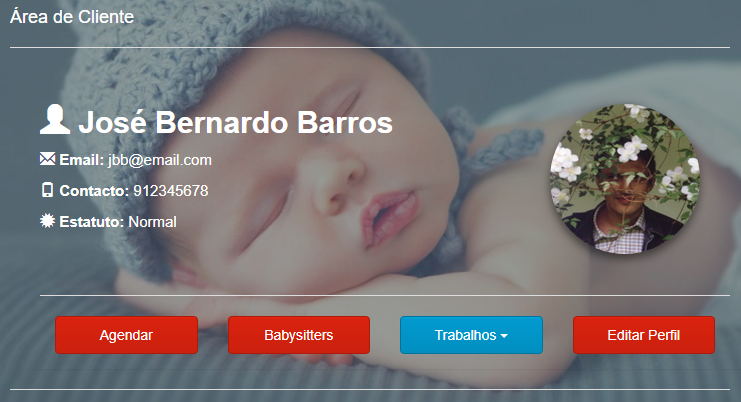 Área de Cliente
José Bernardo Barros
Email: jbb@email.com
Contacto: 912345678
Estatuto: Normal
Agendar
Babysitters
Trabalhos
Editar Perfil